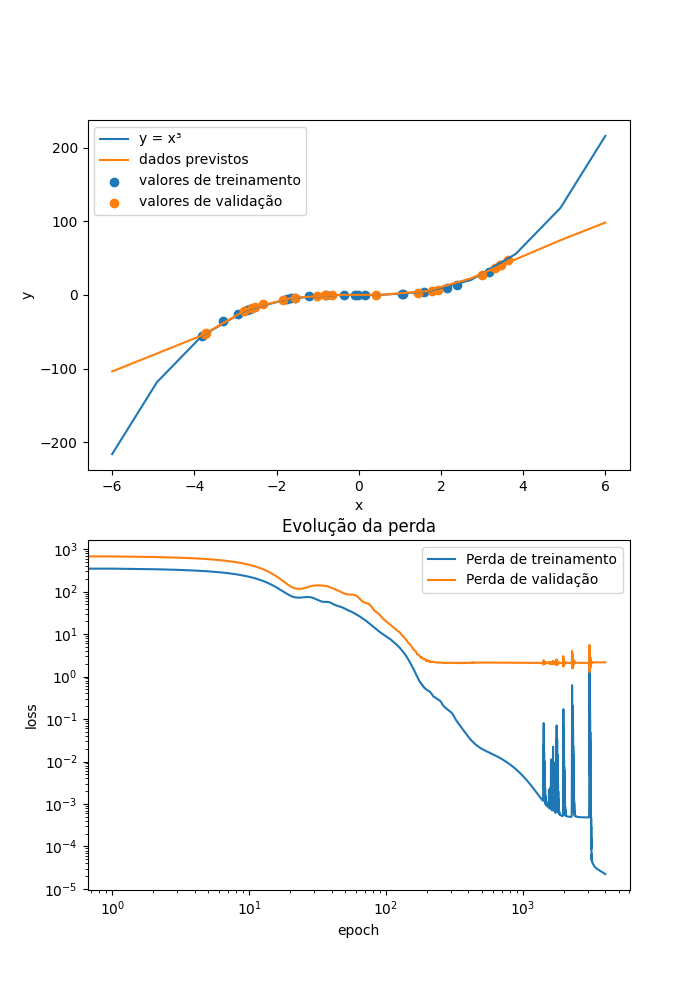 y = x³
dados previstos
valores de treinamento
valores de validação
200
100
0
−100
−200
y
−6
−4
−2
0
2
4
6
x
Evolução da perda
Perda de treinamento
Perda de validação
10³
10²
10¹
10⁰
10⁻¹
10⁻²
10⁻³
10⁻⁴
10⁻⁵
loss
10⁰
10¹
10²
10³
epoch